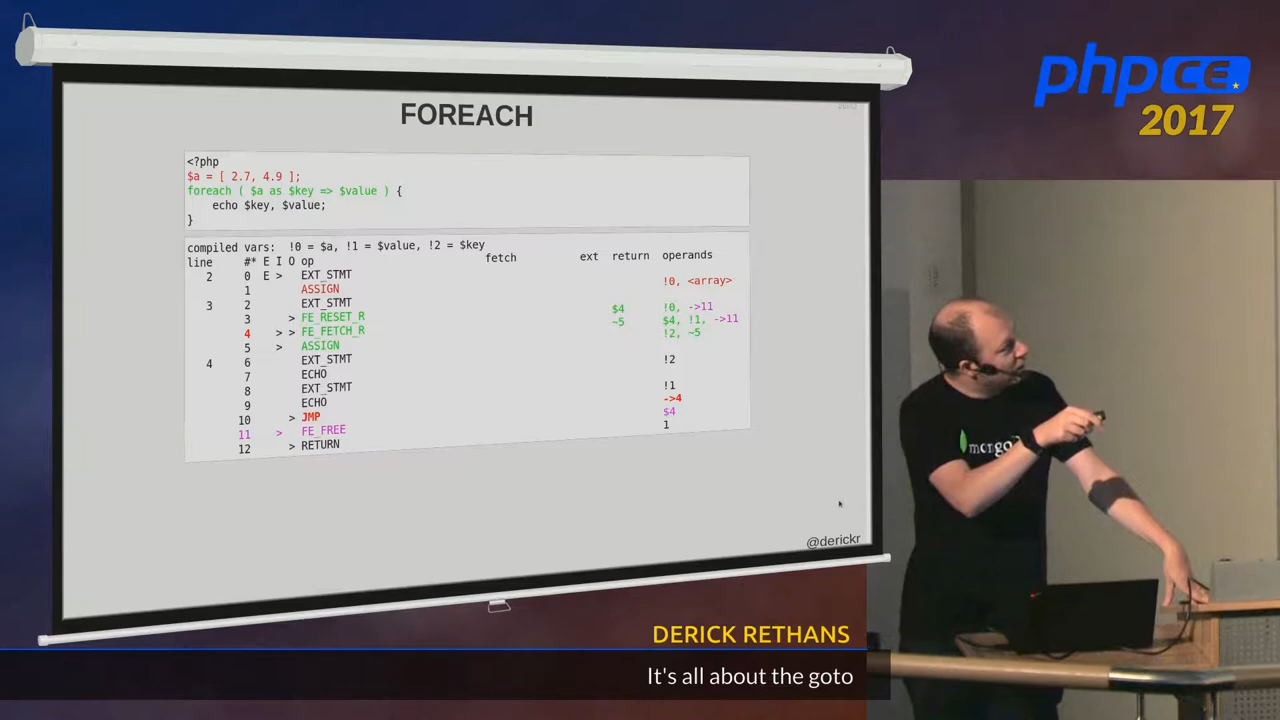 php CE
2017
FOREACH
<?php
$a = [ 2.7, 4.9 ];
foreach ( $a as $key => $value ) {
echo $key, $value;
}
compiled vars: !0 = $a, !1 = $value, !2 = $key
line #* E I O op fetch ext return operands
2 0 E > EXT_STMT
1 ASSIGN !0, <array>
3 2 EXT_STMT
3 > FE_RESET_R $4 !0, ->11
4 > > FE_FETCH_R ~5 $4, !1, ->11
5 > ASSIGN !2, ~5
4 6 EXT_STMT
7 ECHO !2
8 EXT_STMT
9 ECHO !1
10 > JMP ->4
11 > FE_FREE $4
12 > RETURN 1
@derickr
mongo
DERICK RETHANS
It's all about the goto